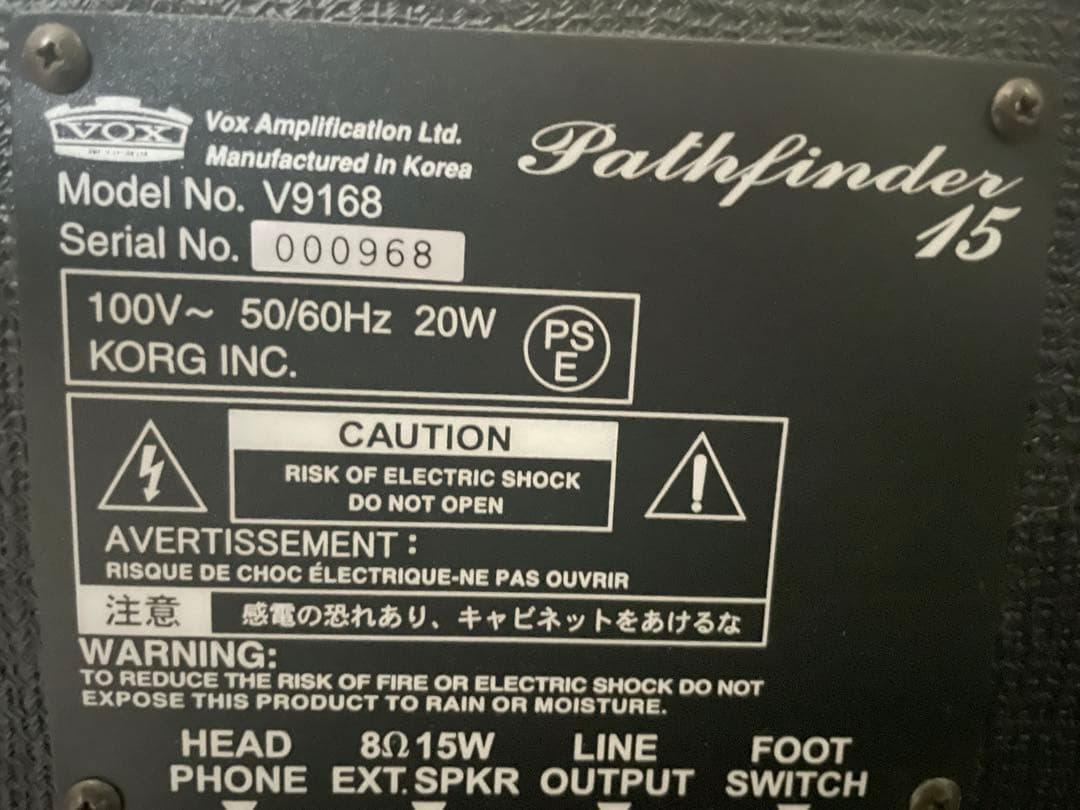 VOX
Vox Amplification Ltd.
Manufactured In Korea
Pathfinder
15
Model No. V9168
Serial No. 000968
100V~ 50/60Hz 20W
KORG INC.
PS
E
CAUTION
RISK OF ELECTRIC SHOCK
DO NOT OPEN
AVERTISSEMENT :
RISQUE DE CHOC ÉLECTRIQUE-NE PAS OUVRIR
注意 感電の恐れあり、キャビネットをあけるな
WARNING:
TO REDUCE THE RISK OF FIRE OR ELECTRIC SHOCK DO NOT
EXPOSE THIS PRODUCT TO RAIN OR MOISTURE.
HEAD PHONE
8Ω 15W EXT. SPKR
LINE OUTPUT
FOOT SWITCH